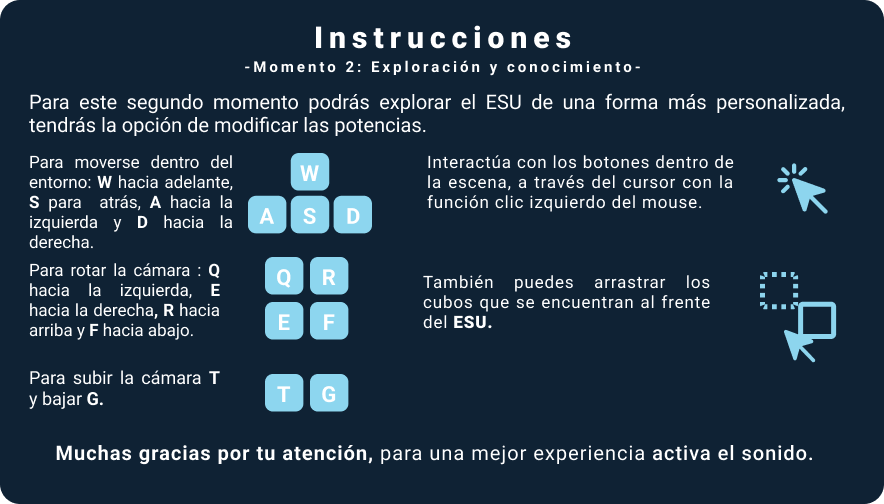 Instrucciones
-Momento 2: Exploración y conocimiento-
Para este segundo momento podrás explorar el ESU de una forma más personalizada,
tendrás la opción de modificar las potencias.
Para moverse dentro del
entorno: W hacia adelante,
S para atrás, A hacia la
izquierda y D hacia la
derecha.
W
A S D
Interactúa con los botones dentro de
la escena, a través del cursor con la
función clic izquierdo del mouse.
Para rotar la cámara : Q
hacia la izquierda, E
hacia la derecha, R hacia
arriba y F hacia abajo.
Q R
E F
También puedes arrastrar los
cubos que se encuentran al frente
del ESU.
Para subir la cámara T
y bajar G.
T G
Muchas gracias por tu atención, para una mejor experiencia activa el sonido.